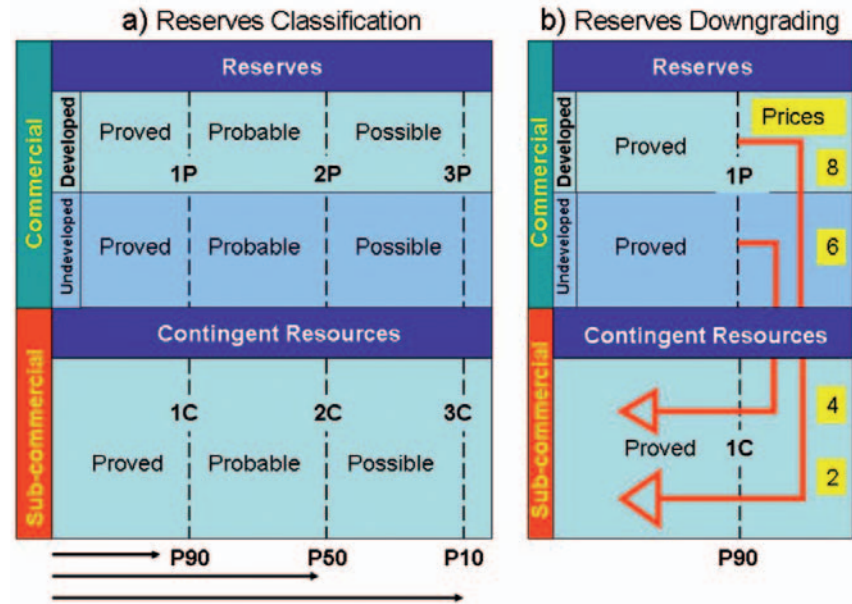 a) Reserves Classification
Commercial
Reserves
Developed
Proved Probable Possible
1P 2P 3P
Undeveloped
Proved Probable Possible
Sub-commercial
Contingent Resources
1C 2C 3C
Proved Probable Possible
P90 P50 P10
b) Reserves Downgrading
Commercial
Reserves
Developed
Prices
Proved
8
1P
Undeveloped
Proved
6
Sub-commercial
Contingent Resources
4
Proved 1C
2
P90